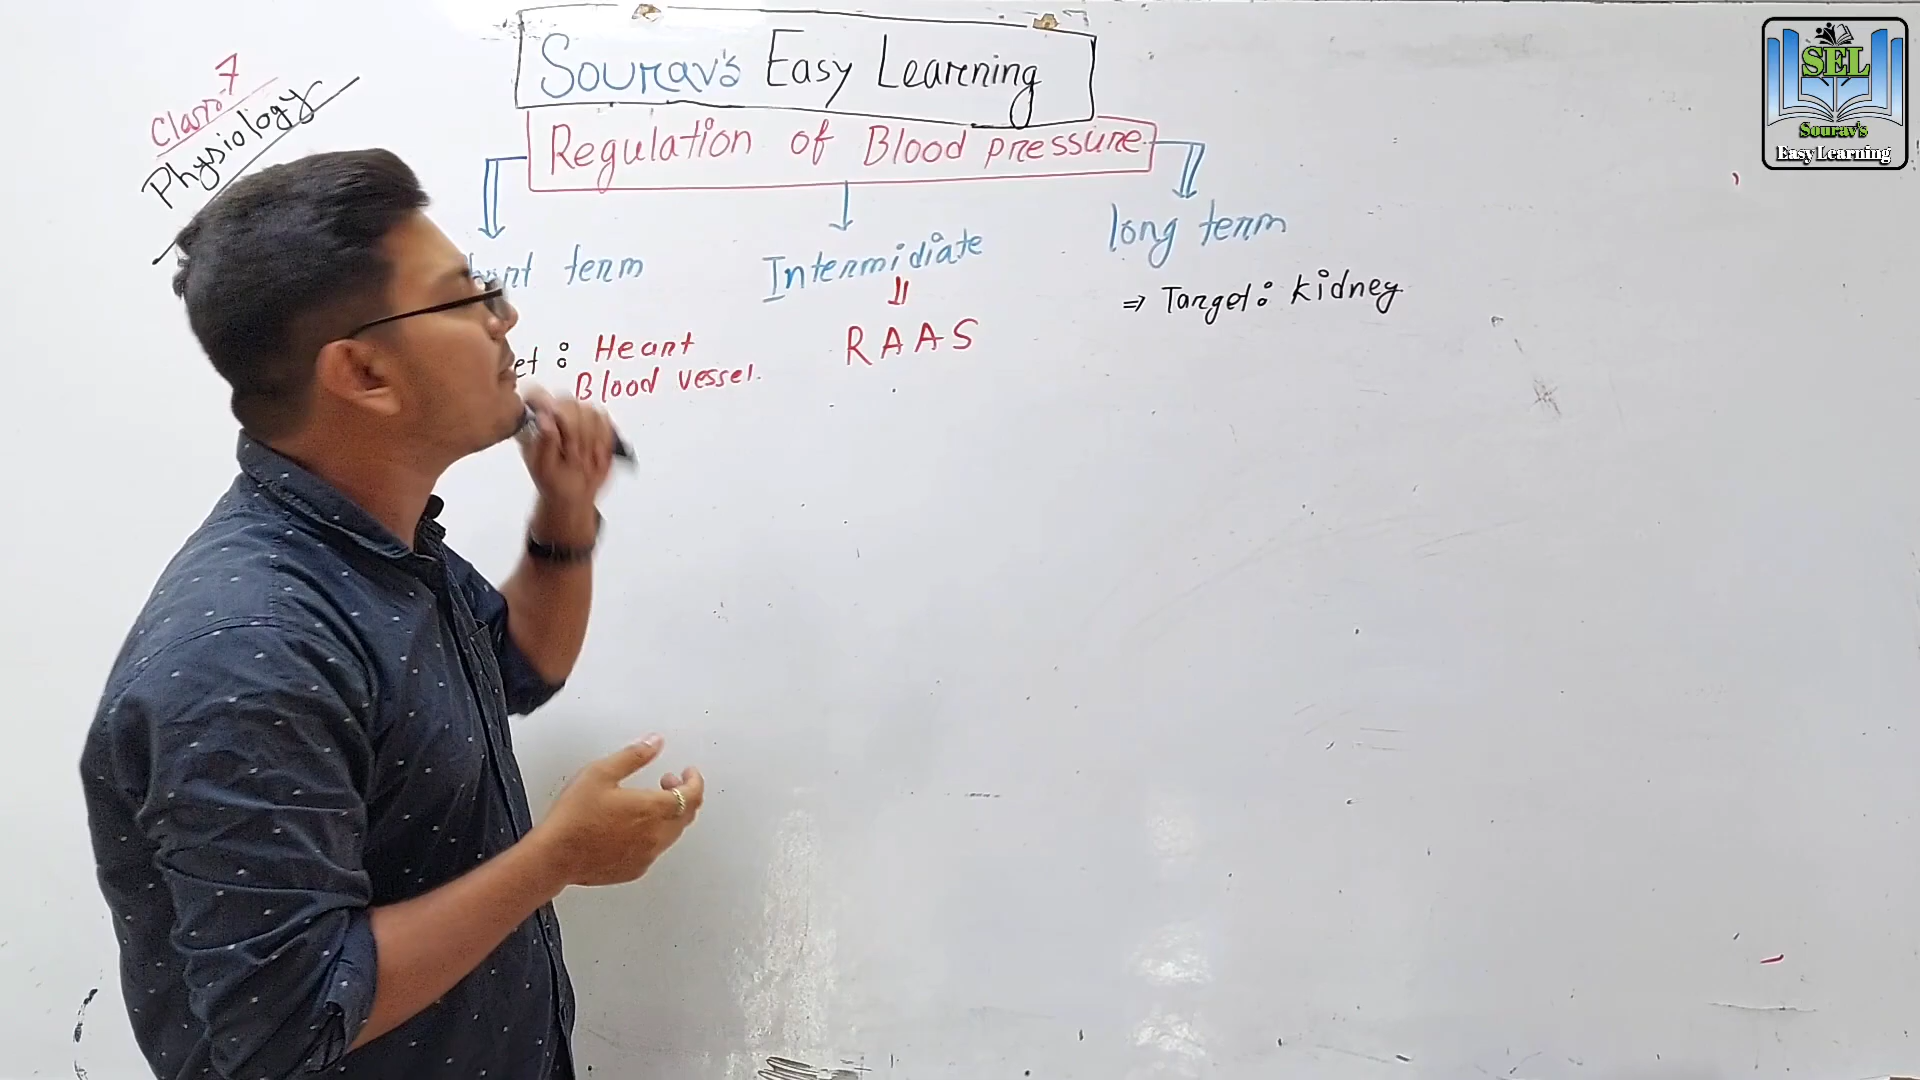 Class-7
Physiology
Sourav's Easy Learning
Regulation of Blood pressure
term
Intermidiate
long term
RAAS
⇒ Target : kidney
: Heart
Blood vessel.
SEL
Sourav's
Easy Learning